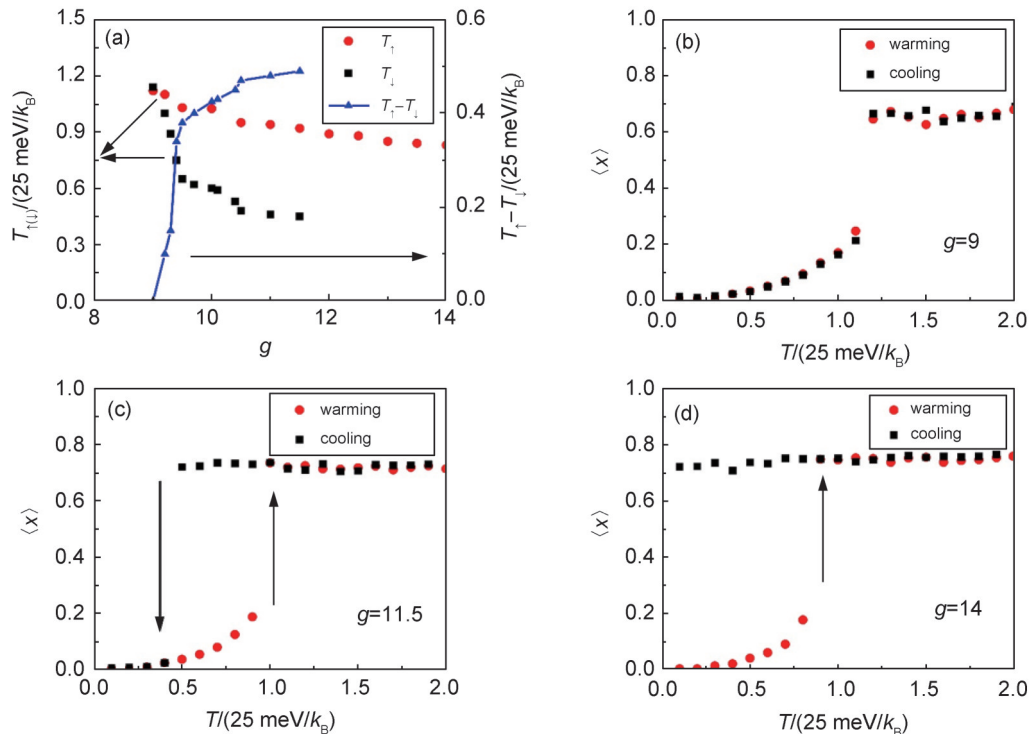 (a)
T↑
T↓
T↑−T↓
1.5
1.2
0.9
0.6
0.3
0.0
T↑(↓)/(25 meV/kB)
0.6
0.4
0.2
0.0
T↑−T↓/(25 meV/kB)
8 10 12 14
g
(b)
warming
cooling
1.0
0.8
0.6
0.4
0.2
0.0
⟨x⟩
g=9
0.0 0.5 1.0 1.5 2.0
T/(25 meV/kB)
(c)
warming
cooling
1.0
0.8
0.6
0.4
0.2
0.0
⟨x⟩
g=11.5
0.0 0.5 1.0 1.5 2.0
T/(25 meV/kB)
(d)
warming
cooling
1.0
0.8
0.6
0.4
0.2
0.0
⟨x⟩
g=14
0.0 0.5 1.0 1.5 2.0
T/(25 meV/kB)